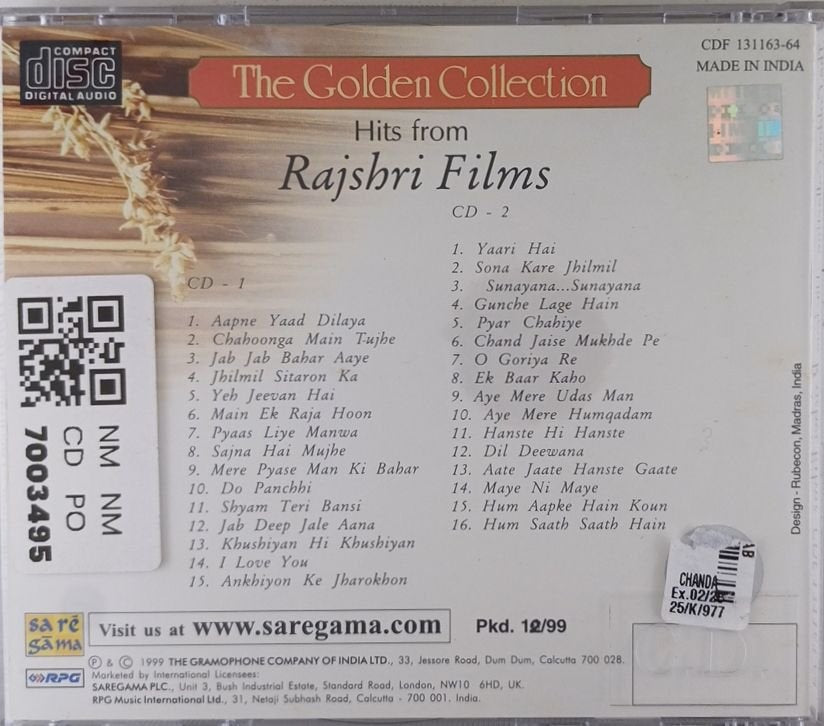 COMPACT
disc
DIGITAL AUDIO
The Golden Collection
CDF 131163-64
MADE IN INDIA
Hits from
Rajshri Films
CD - 1
1. Aapne Yaad Dilaya
2. Chahoonga Main Tujhe
3. Jab Jab Bahar Aaye
4. Jhilmil Sitaron Ka
5. Yeh Jeevan Hai
6. Main Ek Raja Hoon
7. Pyaas Liye Manwa
8. Sajna Hai Mujhe
9. Mere Pyase Man Ki Bahar
10. Do Panchhi
11. Shyam Teri Bansi
12. Jab Deep Jale Aana
13. Khushiyan Hi Khushiyan
14. I Love You
15. Ankhiyon Ke Jharokhon
CD - 2
1. Yaari Hai
2. Sona Kare Jhilmil
3. Sunayana...Sunayana
4. Gunche Lage Hain
5. Pyar Chahiye
6. Chand Jaise Mukhde Pe
7. O Goriya Re
8. Ek Baar Kaho
9. Aye Mere Udas Man
10. Aye Mere Humqadam
11. Hanste Hi Hanste
12. Dil Deewana
13. Aate Jaate Hanste Gaate
14. Maye Ni Maye
15. Hum Aapke Hain Koun
16. Hum Saath Saath Hain
NM NM
CD PO
7003495
Design - Rubecon, Madras, India
CHANDA
Ex.02/
25/K/977
sa rē
gama
RPG
Visit us at www.saregama.com
Pkd. 12/99
℗ & © 1999 THE GRAMOPHONE COMPANY OF INDIA LTD., 33, Jessore Road, Dum Dum, Calcutta 700 028.
Marketed by International Licensees:
SAREGAMA PLC., Unit 3, Bush Industrial Estate, Standard Road, London, NW10 6HD, UK.
RPG Music International Ltd., 31, Netaji Subhash Road, Calcutta - 700 001. India.